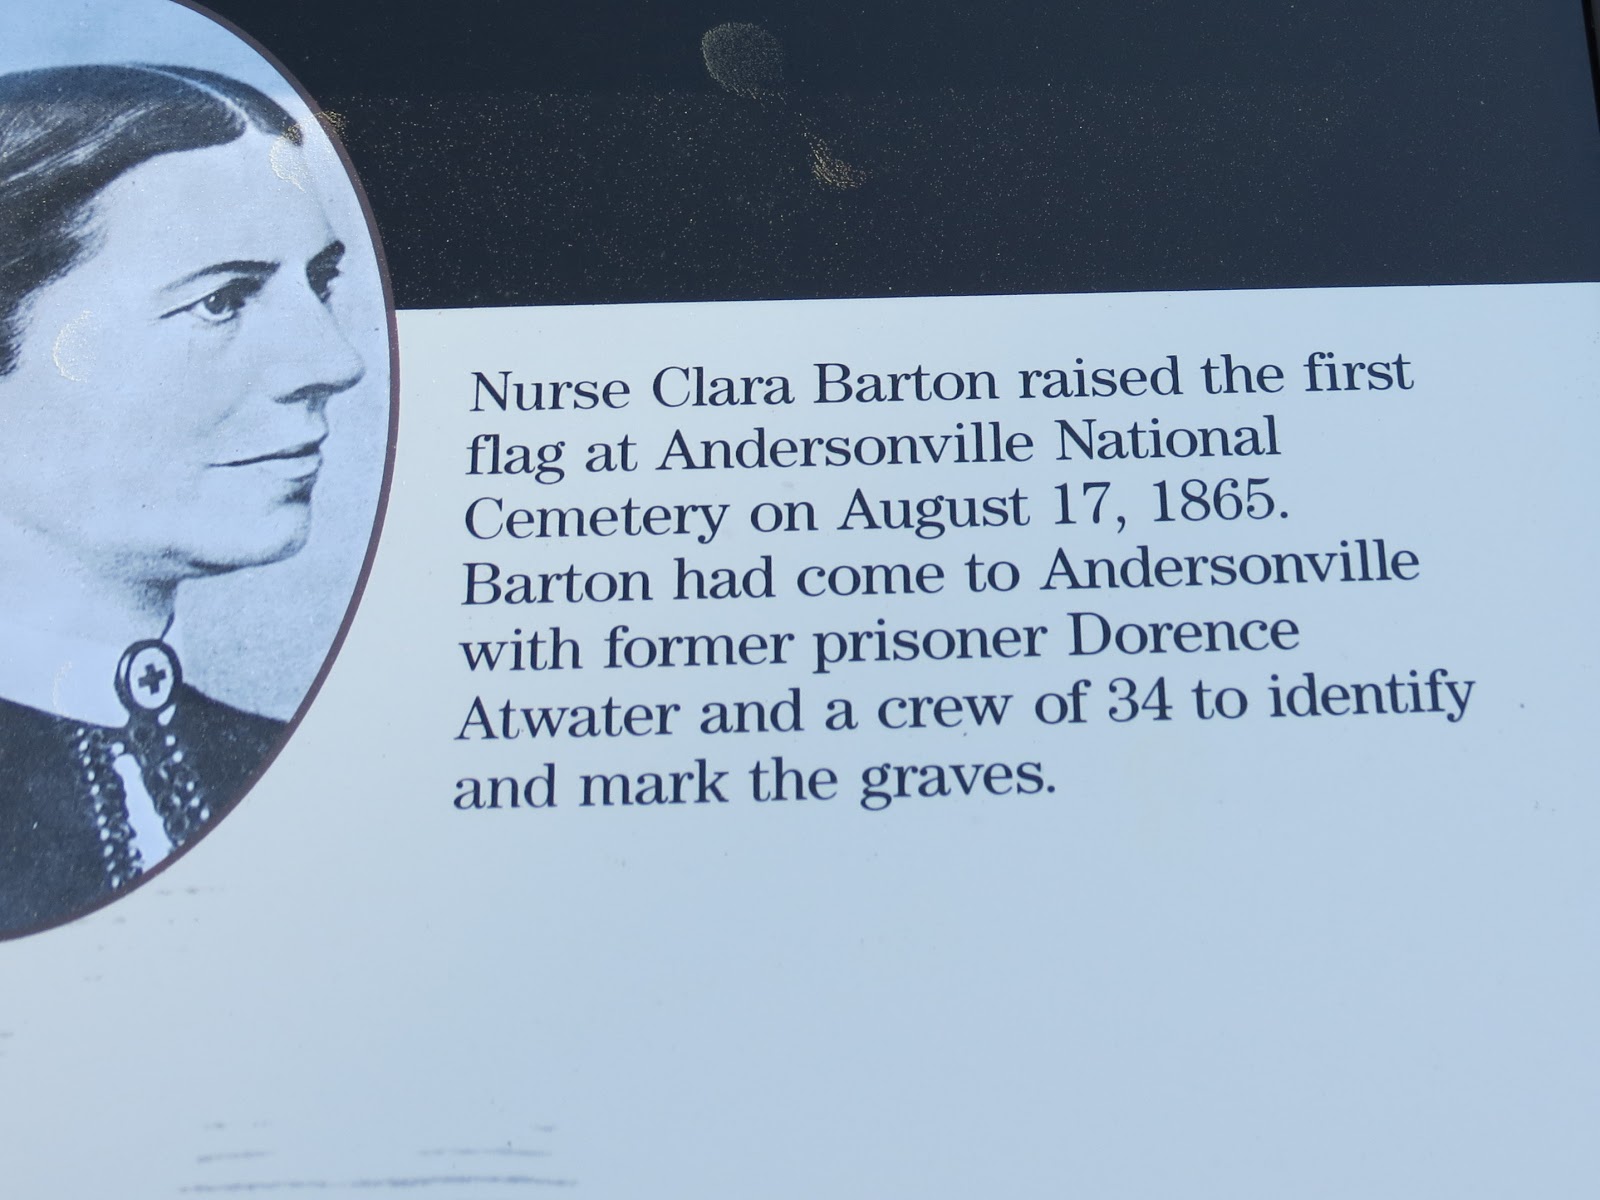 Nurse Clara Barton raised the first
flag at Andersonville National
Cemetery on August 17, 1865.
Barton had come to Andersonville
with former prisoner Dorence
Atwater and a crew of 34 to identify
and mark the graves.